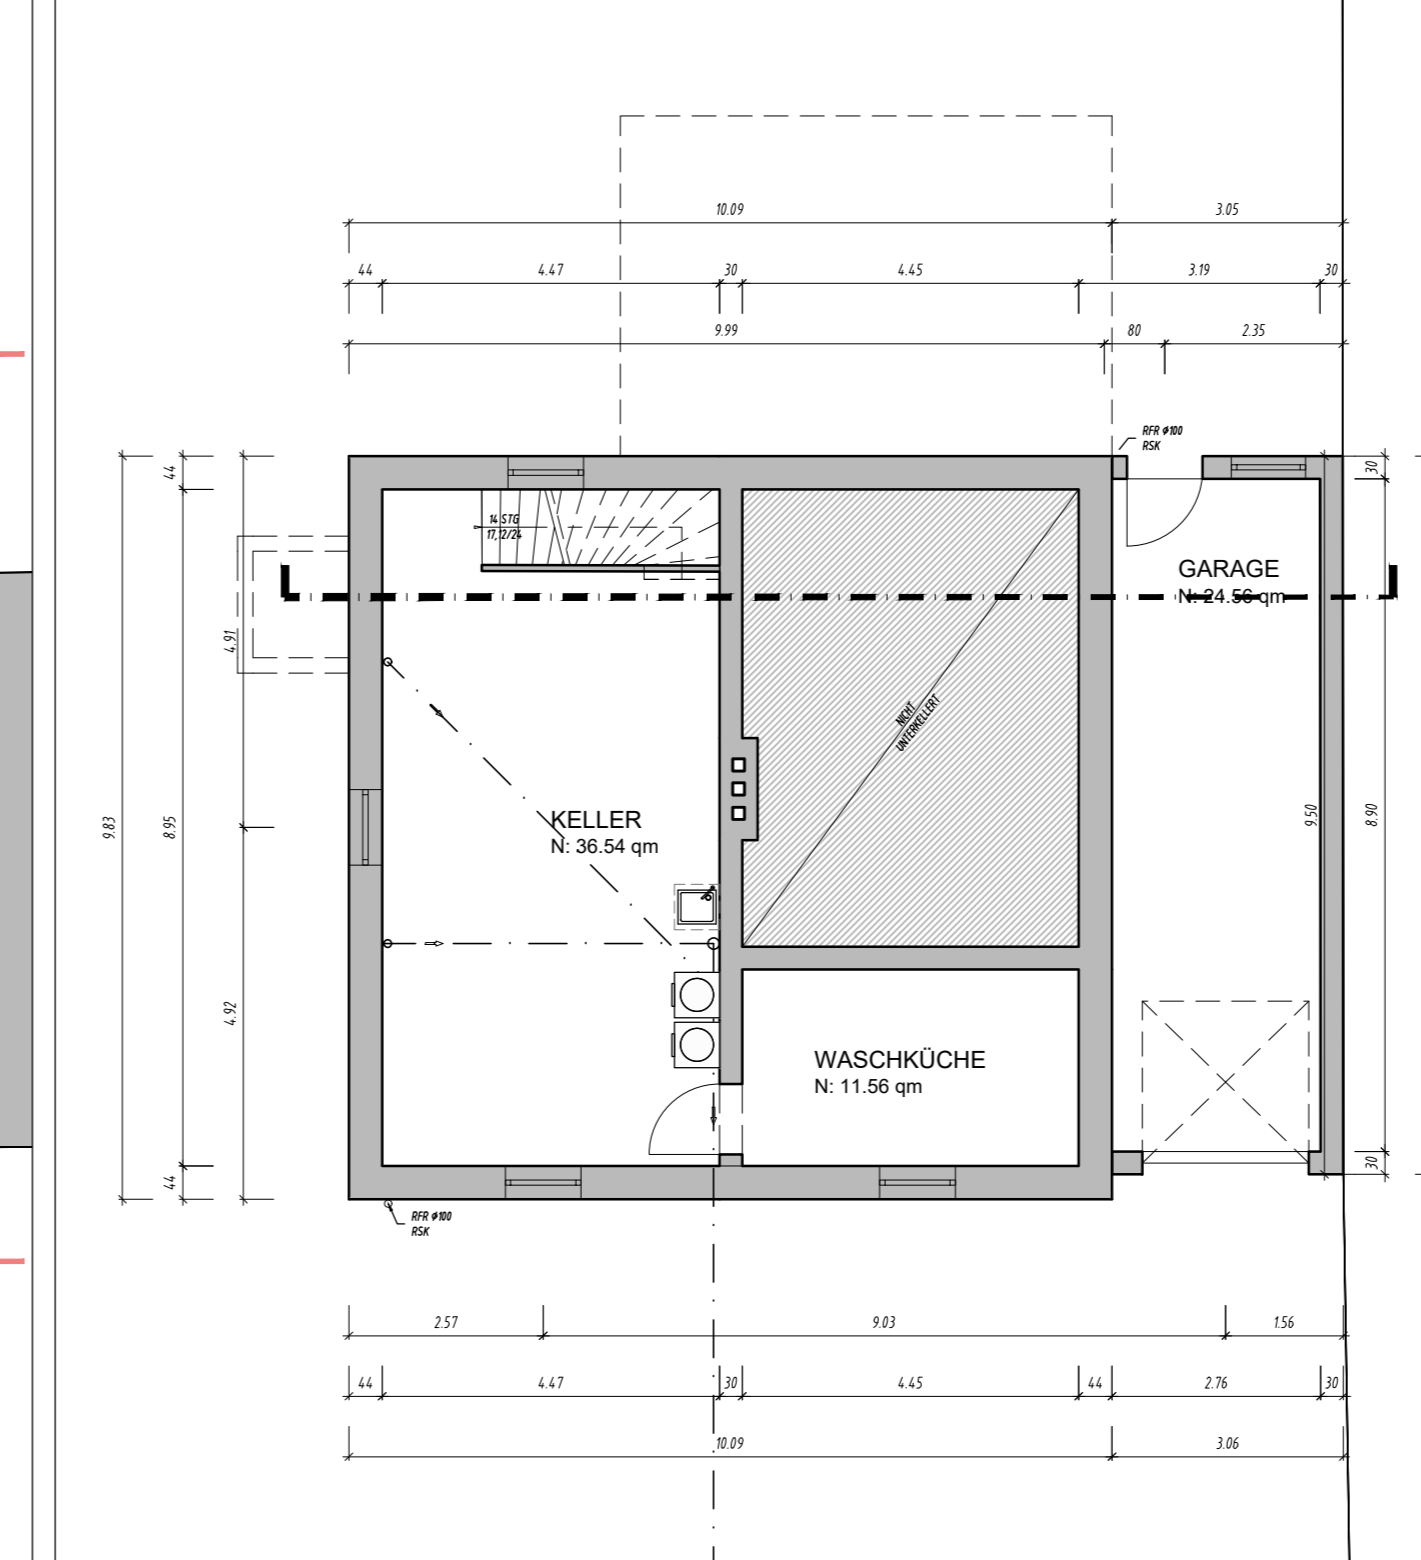 10.09
3.05
44
4.47
30
4.45
3.19
30
9.99
80
2.35
RFR ø100
RSK
44
30
14 STG
17,12/24
GARAGE
N: 24.56 qm
4.91
NICHT
UNTERKELLERT
KELLER
N: 36.54 qm
9.83
8.95
9.50
8.90
4.92
WASCHKÜCHE
N: 11.56 qm
44
30
RFR ø100
RSK
2.57
9.03
1.56
44
4.47
30
4.45
44
2.76
30
10.09
3.06